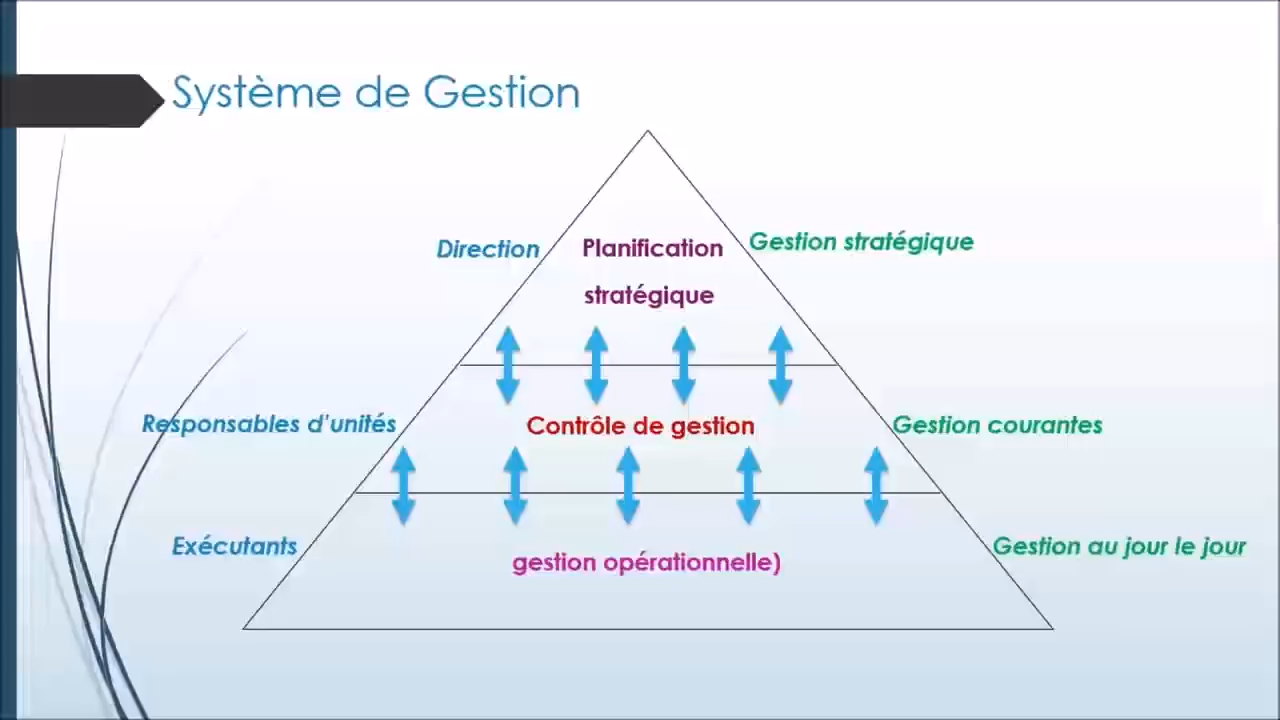 Système de Gestion
Direction
Planification
stratégique
Gestion stratégique
Responsables d'unités
Contrôle de gestion
Gestion courantes
Exécutants
gestion opérationnelle)
Gestion au jour le jour